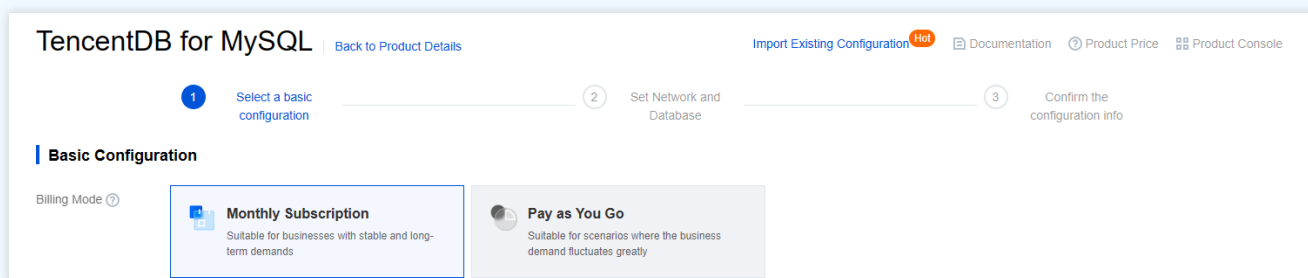 TencentDB for MySQL Back to Product Details Import Existing Configuration Hot Documentation Product Price Product Console
1 Select a basic configuration
2 Set Network and Database
3 Confirm the configuration info
Basic Configuration
Billing Mode ?
Monthly Subscription
Suitable for businesses with stable and long-
term demands
Pay as You Go
Suitable for scenarios where the business
demand fluctuates greatly